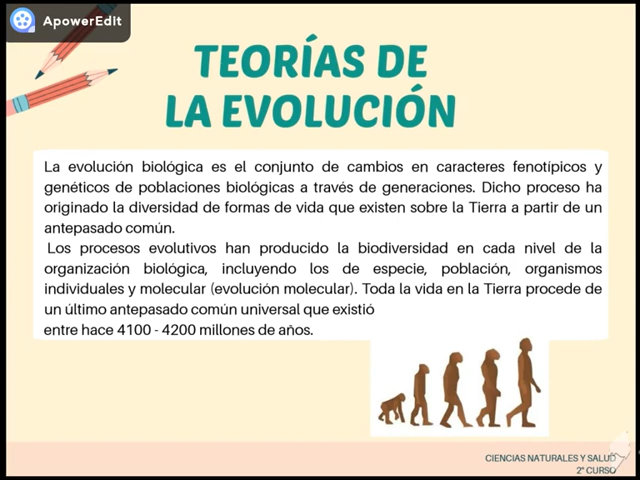 ApowerEdit
TEORÍAS DE
LA EVOLUCIÓN
La evolución biológica es el conjunto de cambios en caracteres fenotípicos y
genéticos de poblaciones biológicas a través de generaciones. Dicho proceso ha
originado la diversidad de formas de vida que existen sobre la Tierra a partir de un
antepasado común.
Los procesos evolutivos han producido la biodiversidad en cada nivel de la
organización biológica, incluyendo los de especie, población, organismos
individuales y molecular (evolución molecular). Toda la vida en la Tierra procede de
un último antepasado común universal que existió
entre hace 4100 - 4200 millones de años.
CIENCIAS NATURALES Y SALUD
2° CURSO